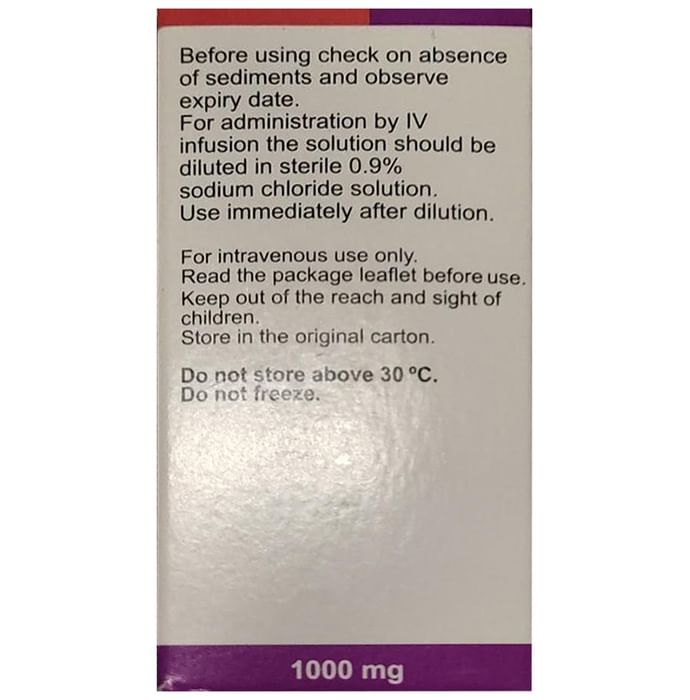 Before using check on absence
of sediments and observe
expiry date.
For administration by IV
infusion the solution should be
diluted in sterile 0.9%
sodium chloride solution.
Use immediately after dilution.
For intravenous use only.
Read the package leaflet before use.
Keep out of the reach and sight of
children.
Store in the original carton.
Do not store above 30 ºC.
Do not freeze.
1000 mg